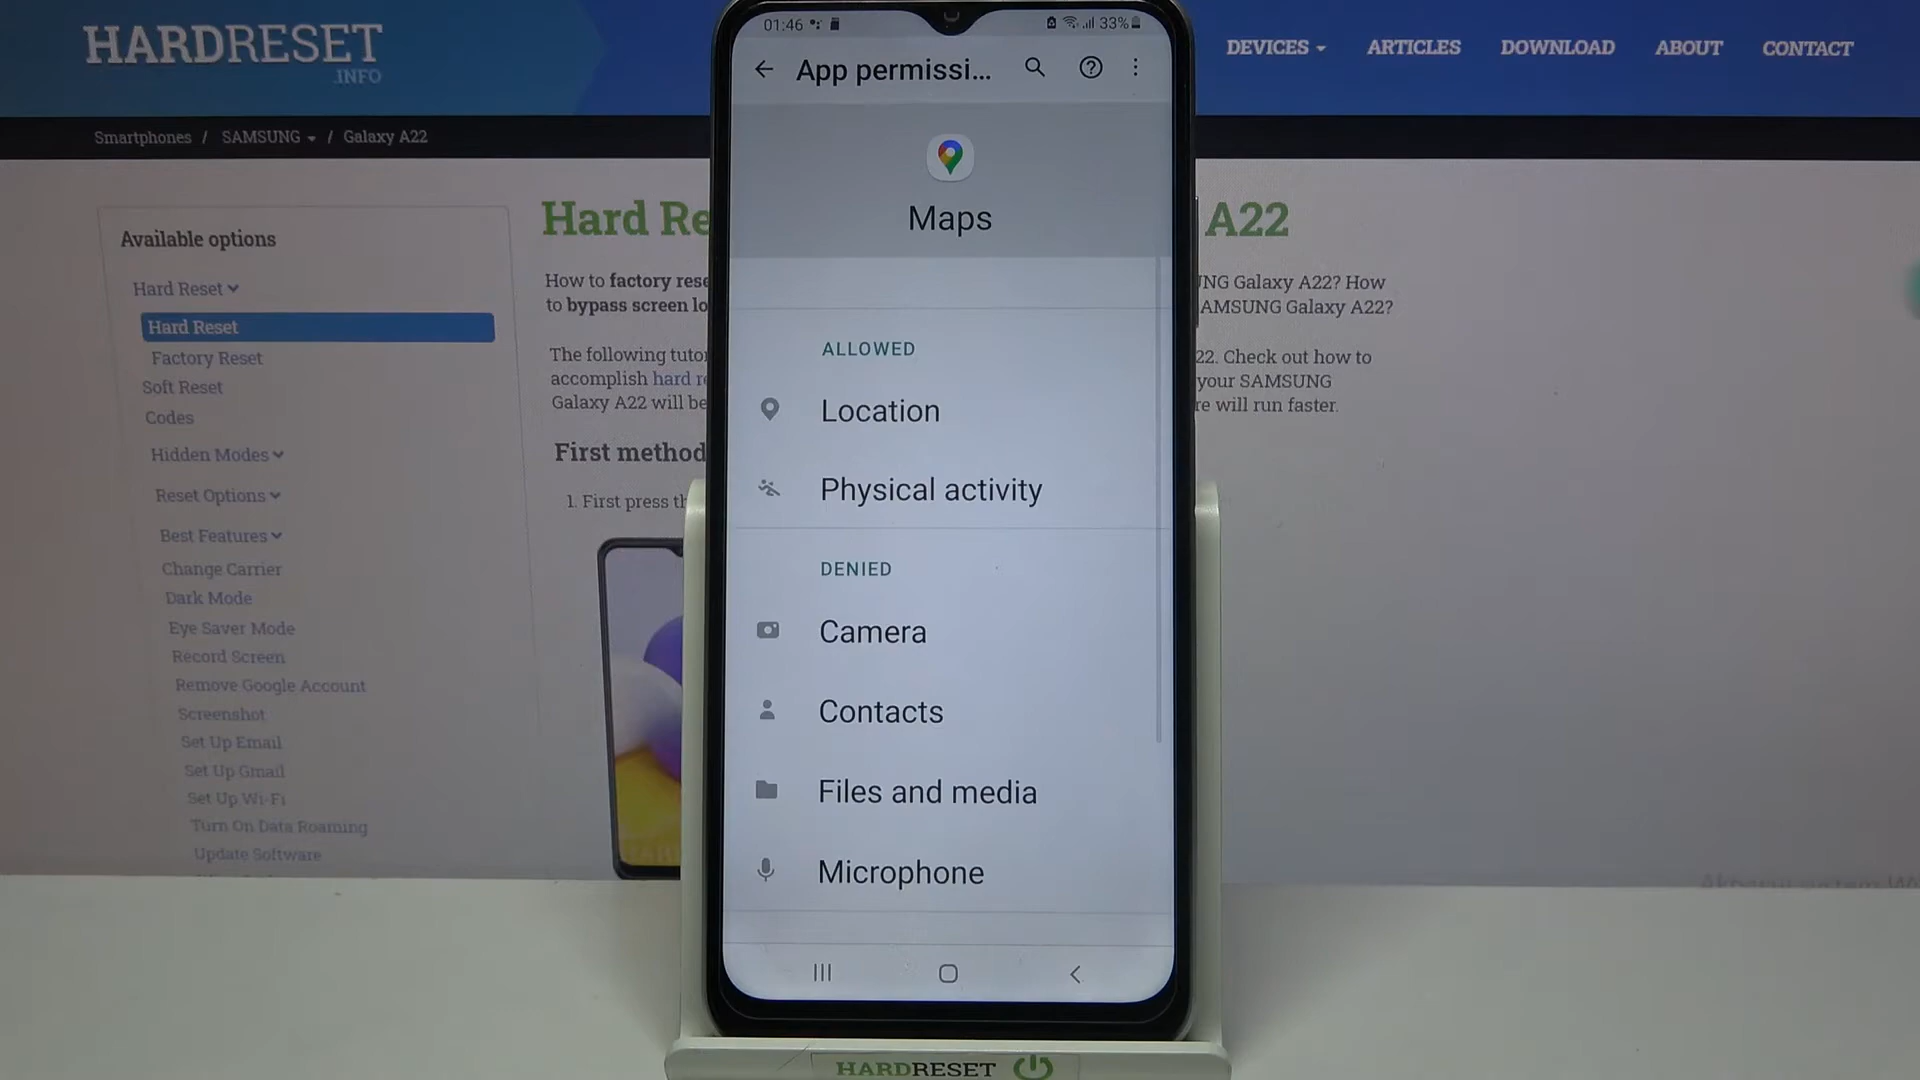 HARDRESET
.INFO
DEVICES
ARTICLES
DOWNLOAD
ABOUT
CONTACT
Smartphones / SAMSUNG / Galaxy A22
Available options
Hard Reset
Hard Reset
Factory Reset
Soft Reset
Codes
Hidden Modes
Reset Options
Best Features
Change Carrier
Dark Mode
Eye Saver Mode
Record Screen
Remove Google Account
Screenshot
Set Up Email
Set Up Gmail
Set Up Wi-Fi
Turn On Data Roaming
Update Software
Hard Re
A22
How to factory rese
to bypass screen lo
The following tutor
accomplish hard r
Galaxy A22 will be
First method
1. First press th
NG Galaxy A22? How
AMSUNG Galaxy A22?
22. Check out how to
your SAMSUNG
re will run faster.
01:46
33%
App permissi...
Maps
ALLOWED
Location
Physical activity
DENIED
Camera
Contacts
Files and media
Microphone
HARDRESET